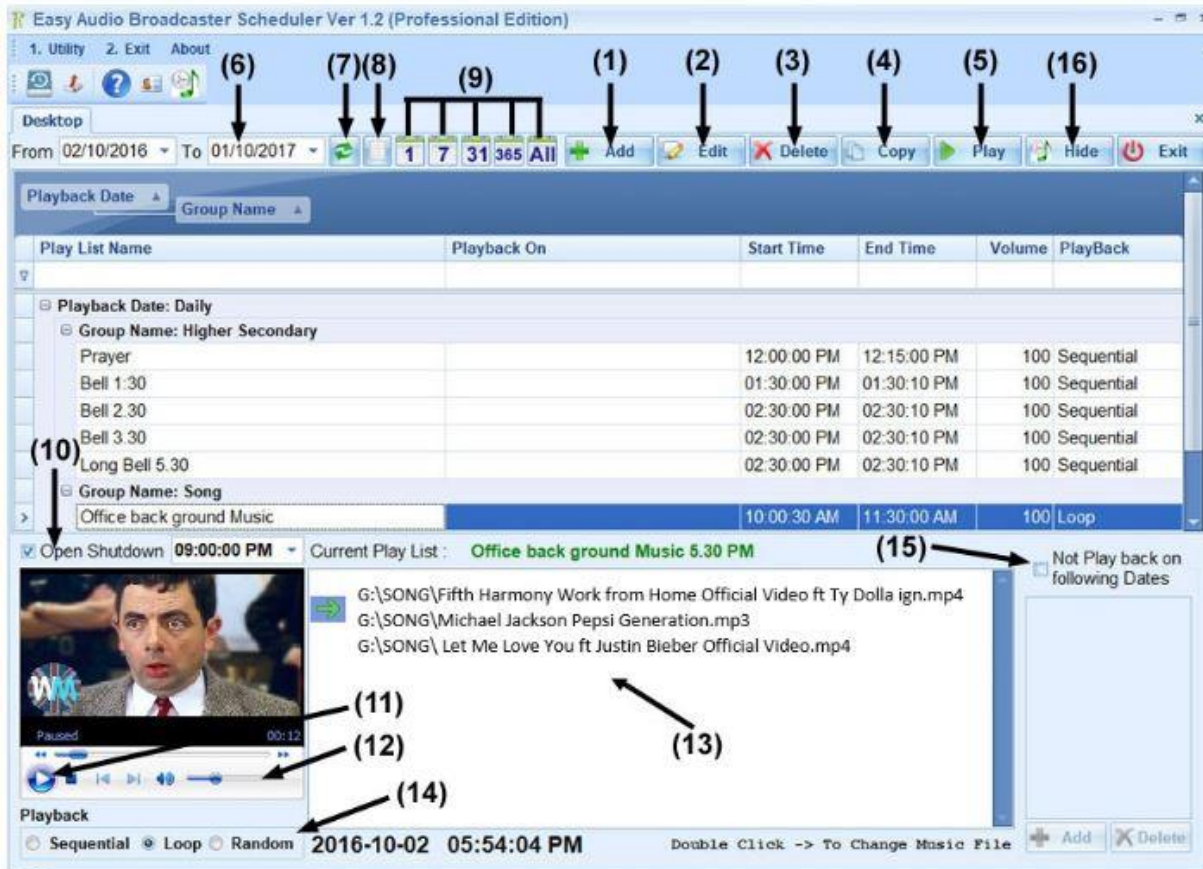 Easy Audio Broadcaster Scheduler Ver 1.2 (Professional Edition)
1. Utility 2. Exit About
(6) (7) (8) (9) (1) (2) (3) (4) (5) (16)
Desktop
From 02/10/2016 To 01/10/2017 1 7 31 365 All Add Edit Delete Copy Play Hide Exit
Playback Date
Group Name
Play List Name Playback On Start Time End Time Volume PlayBack
Playback Date: Daily
Group Name: Higher Secondary
Prayer 12:00:00 PM 12:15:00 PM 100 Sequential
Bell 1:30 01:30:00 PM 01:30:10 PM 100 Sequential
Bell 2.30 02:30:00 PM 02:30:10 PM 100 Sequential
Bell 3.30 02:30:00 PM 02:30:10 PM 100 Sequential
(10)
Long Bell 5.30 02:30:00 PM 02:30:10 PM 100 Sequential
Group Name: Song
Office back ground Music 10:00:30 AM 11:30:00 AM 100 Loop
Open Shutdown 09:00:00 PM Current Play List : Office back ground Music 5.30 PM (15)
Not Play back on
following Dates
G:\SONG\Fifth Harmony Work from Home Official Video ft Ty Dolla ign.mp4
G:\SONG\Michael Jackson Pepsi Generation.mp3
G:\SONG\ Let Me Love You ft Justin Bieber Official Video.mp4
WM
(11)
Paused 00:12
(12) (13)
(14)
Playback
Sequential Loop Random 2016-10-02 05:54:04 PM Double Click -> To Change Music File Add Delete